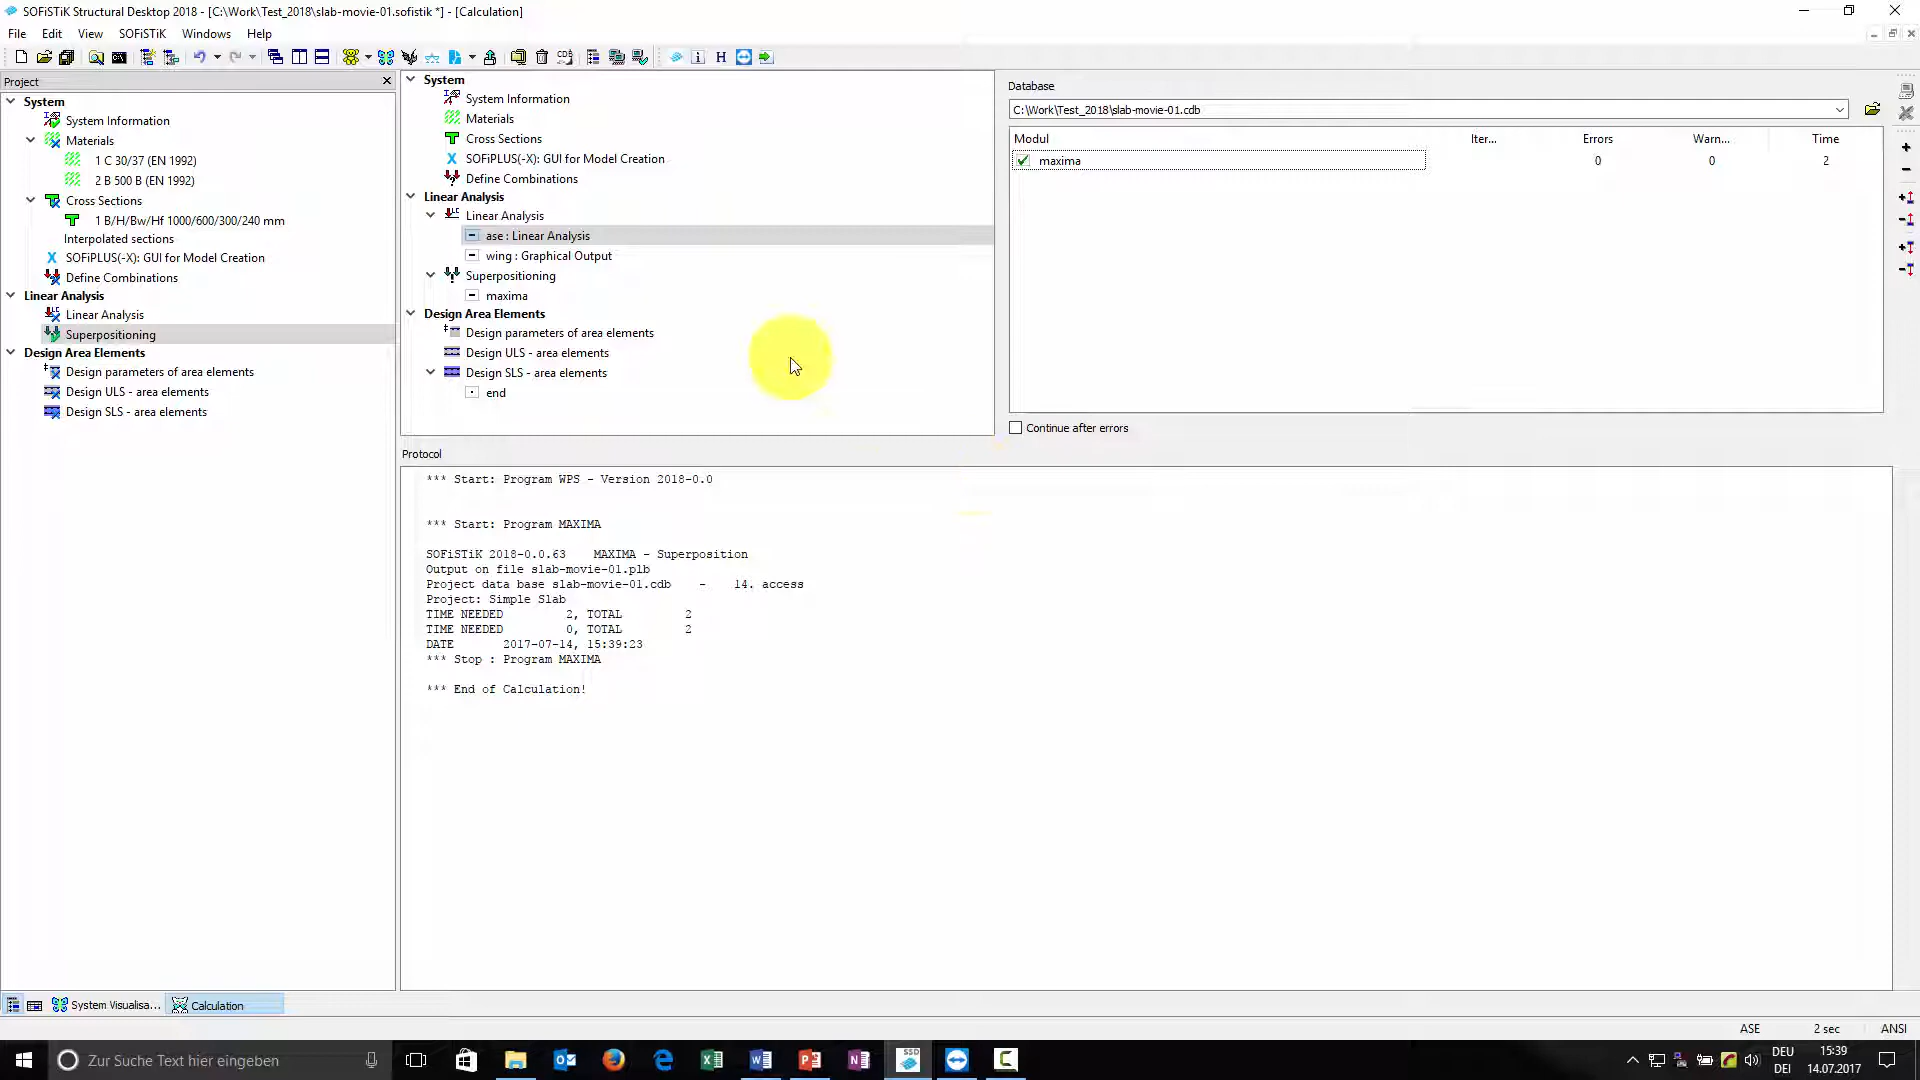 SOFiSTiK Structural Desktop 2018 - [C:\Work\Test_2018\slab-movie-01.sofistik *] - [Calculation]
File Edit View SOFiSTiK Windows Help
Project
System
System Information
Materials
1 C 30/37 (EN 1992)
2 B 500 B (EN 1992)
Cross Sections
1 B/H/Bw/Hf 1000/600/300/240 mm
Interpolated sections
SOFiPLUS(-X): GUI for Model Creation
Define Combinations
Linear Analysis
Linear Analysis
Superpositioning
Design Area Elements
Design parameters of area elements
Design ULS - area elements
Design SLS - area elements
System
System Information
Materials
Cross Sections
SOFiPLUS(-X): GUI for Model Creation
Define Combinations
Linear Analysis
Linear Analysis
ase : Linear Analysis
wing : Graphical Output
Superpositioning
maxima
Design Area Elements
Design parameters of area elements
Design ULS - area elements
Design SLS - area elements
end
Database
C:\Work\Test_2018\slab-movie-01.cdb
Modul Iter... Errors Warn... Time
maxima 0 0 2
Continue after errors
Protocol
*** Start: Program WPS - Version 2018-0.0
*** Start: Program MAXIMA
SOFiSTiK 2018-0.0.63 MAXIMA - Superposition
Output on file slab-movie-01.plb
Project data base slab-movie-01.cdb - 14. access
Project: Simple Slab
TIME NEEDED 2, TOTAL 2
TIME NEEDED 0, TOTAL 2
DATE 2017-07-14, 15:39:23
*** Stop : Program MAXIMA
*** End of Calculation!
System Visualisa... Calculation
ASE 2 sec ANSI
Zur Suche Text hier eingeben
DEU 15:39
DEI 14.07.2017